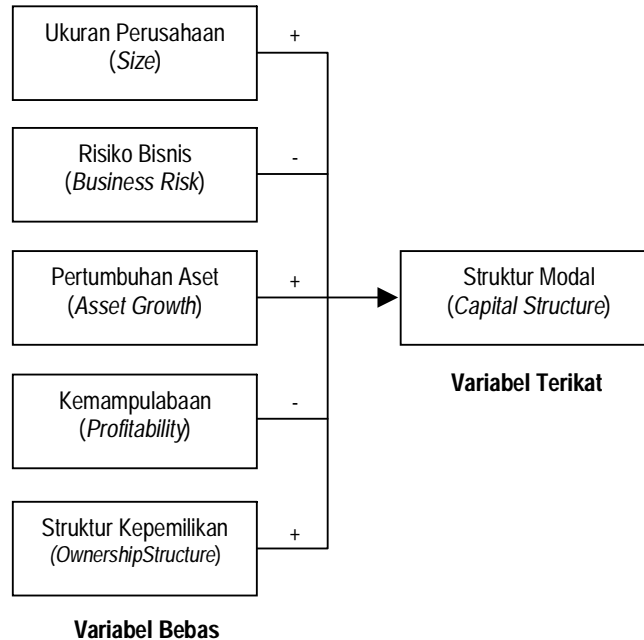 Ukuran Perusahaan
(Size)
+
Risiko Bisnis
(Business Risk)
-
Pertumbuhan Aset
(Asset Growth)
+
Struktur Modal
(Capital Structure)
Variabel Terikat
Kemampulabaan
(Profitability)
-
Struktur Kepemilikan
(OwnershipStructure)
+
Variabel Bebas